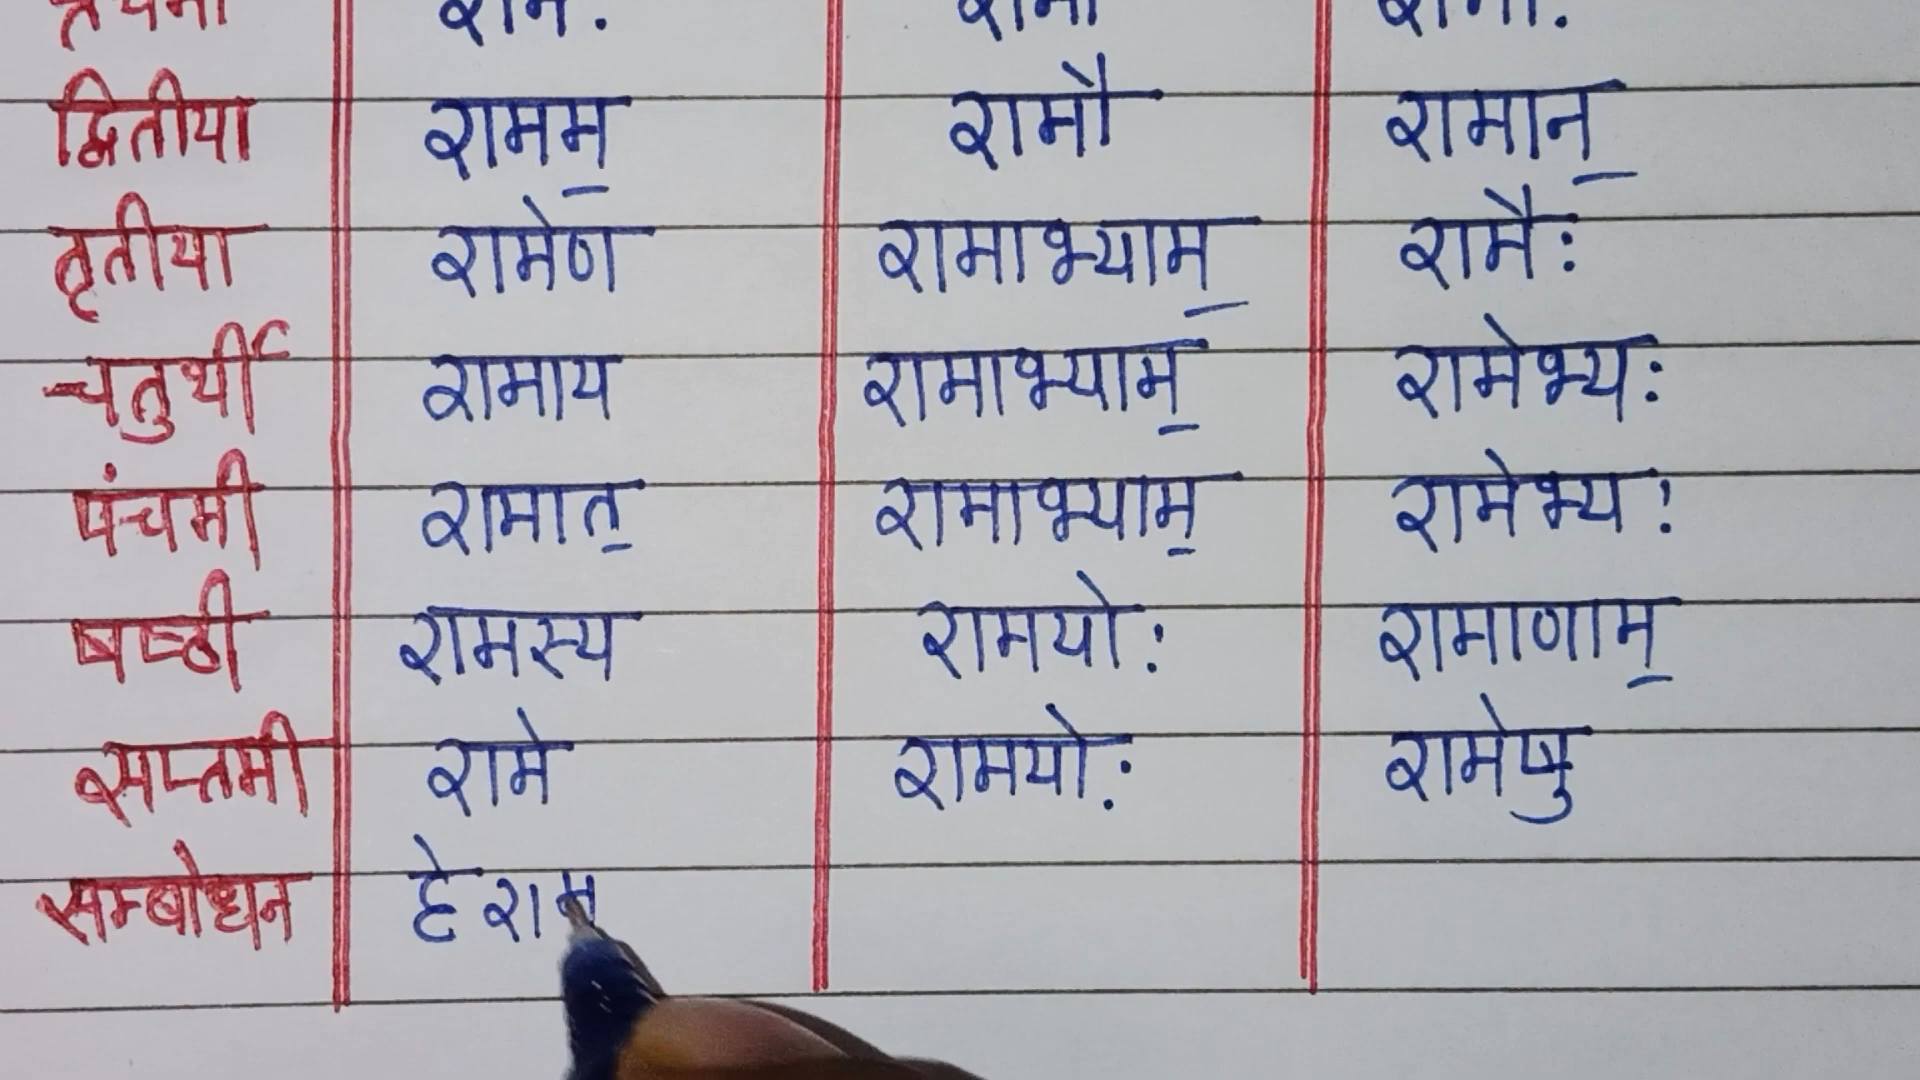 द्वितीया रामम् रामौ रामान्
तृतीया रामेण रामाभ्याम् रामैः
चतुर्थी रामाय रामाभ्याम् रामेभ्यः
पंचमी रामात् रामाभ्याम् रामेभ्यः
षष्ठी रामस्य रामयोः रामाणाम्
सप्तमी रामे रामयोः रामेषु
सम्बोधन हे राम